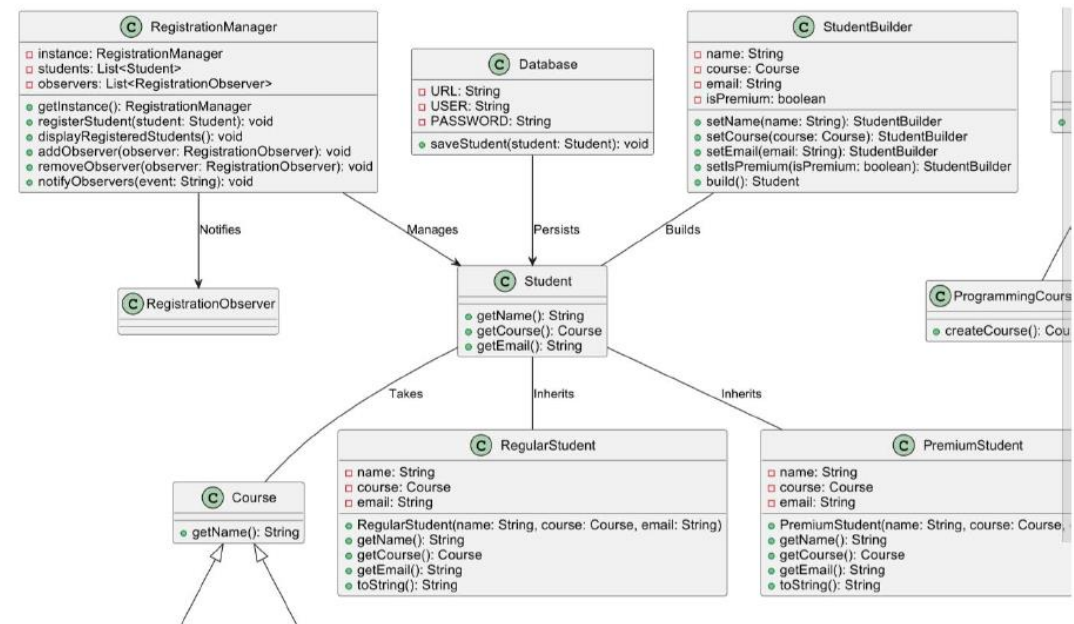 C RegistrationManager
instance: RegistrationManager
students: List<Student>
observers: List<RegistrationObserver>
getInstance(): RegistrationManager
registerStudent(student: Student): void
displayRegisteredStudents(): void
addObserver(observer: RegistrationObserver): void
removeObserver(observer: RegistrationObserver): void
notifyObservers(event: String): void
C Database
URL: String
USER: String
PASSWORD: String
saveStudent(student: Student): void
C StudentBuilder
name: String
course: Course
email: String
isPremium: boolean
setName(name: String): StudentBuilder
setCourse(course: Course): StudentBuilder
setEmail(email: String): StudentBuilder
setIsPremium(isPremium: boolean): StudentBuilder
build(): Student
Notifies
Manages
Persists
Builds
C RegistrationObserver
C Student
getName(): String
getCourse(): Course
getEmail(): String
C ProgrammingCours
createCourse(): Cou
Takes
Inherits
Inherits
C Course
getName(): String
C RegularStudent
name: String
course: Course
email: String
RegularStudent(name: String, course: Course, email: String)
getName(): String
getCourse(): Course
getEmail(): String
toString(): String
C PremiumStudent
name: String
course: Course
email: String
PremiumStudent(name: String, course: Course,
getName(): String
getCourse(): Course
getEmail(): String
toString(): String